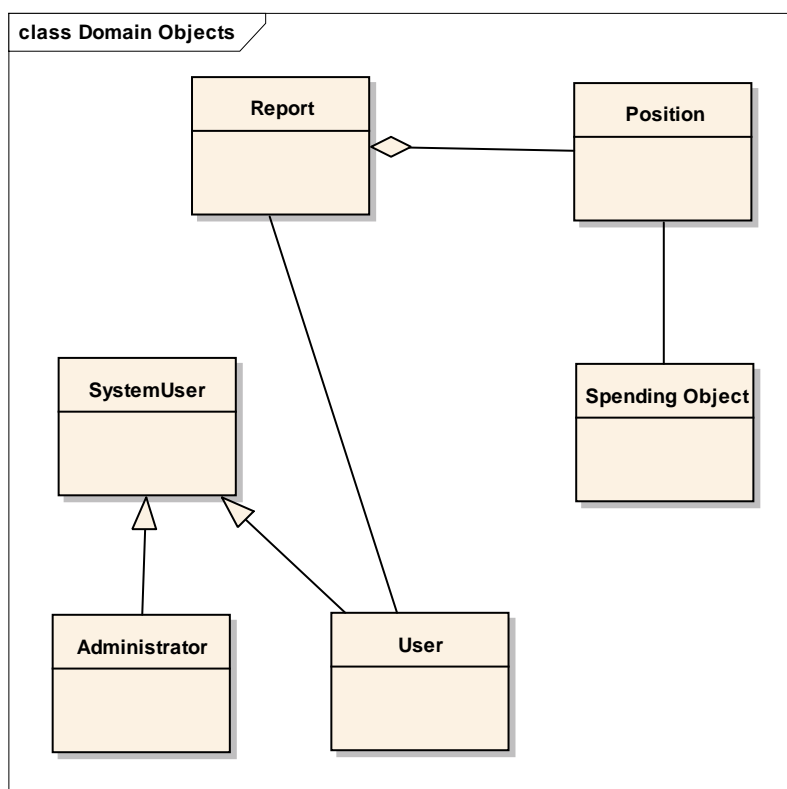 class Domain Objects
Report
Position
SystemUser
Spending Object
Administrator
User